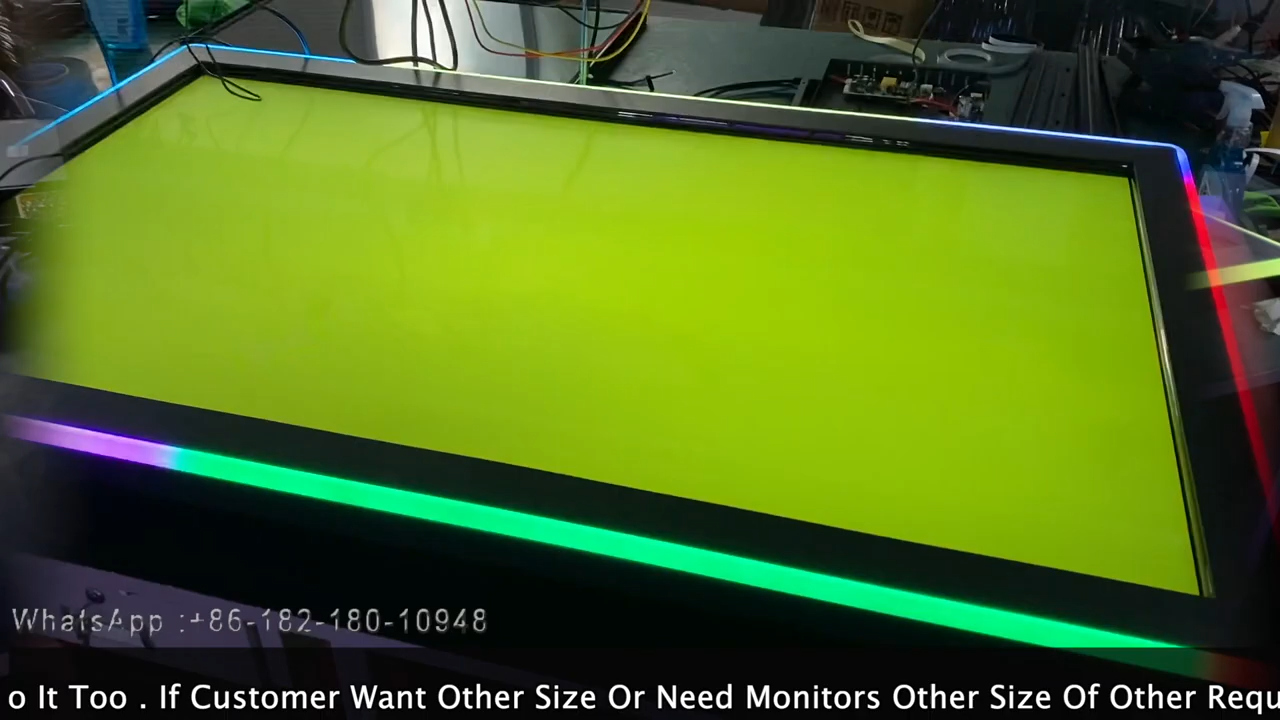 WhatsApp :+86-182-180-10948
o It Too . If Customer Want Other Size Or Need Monitors Other Size Of Other Requ